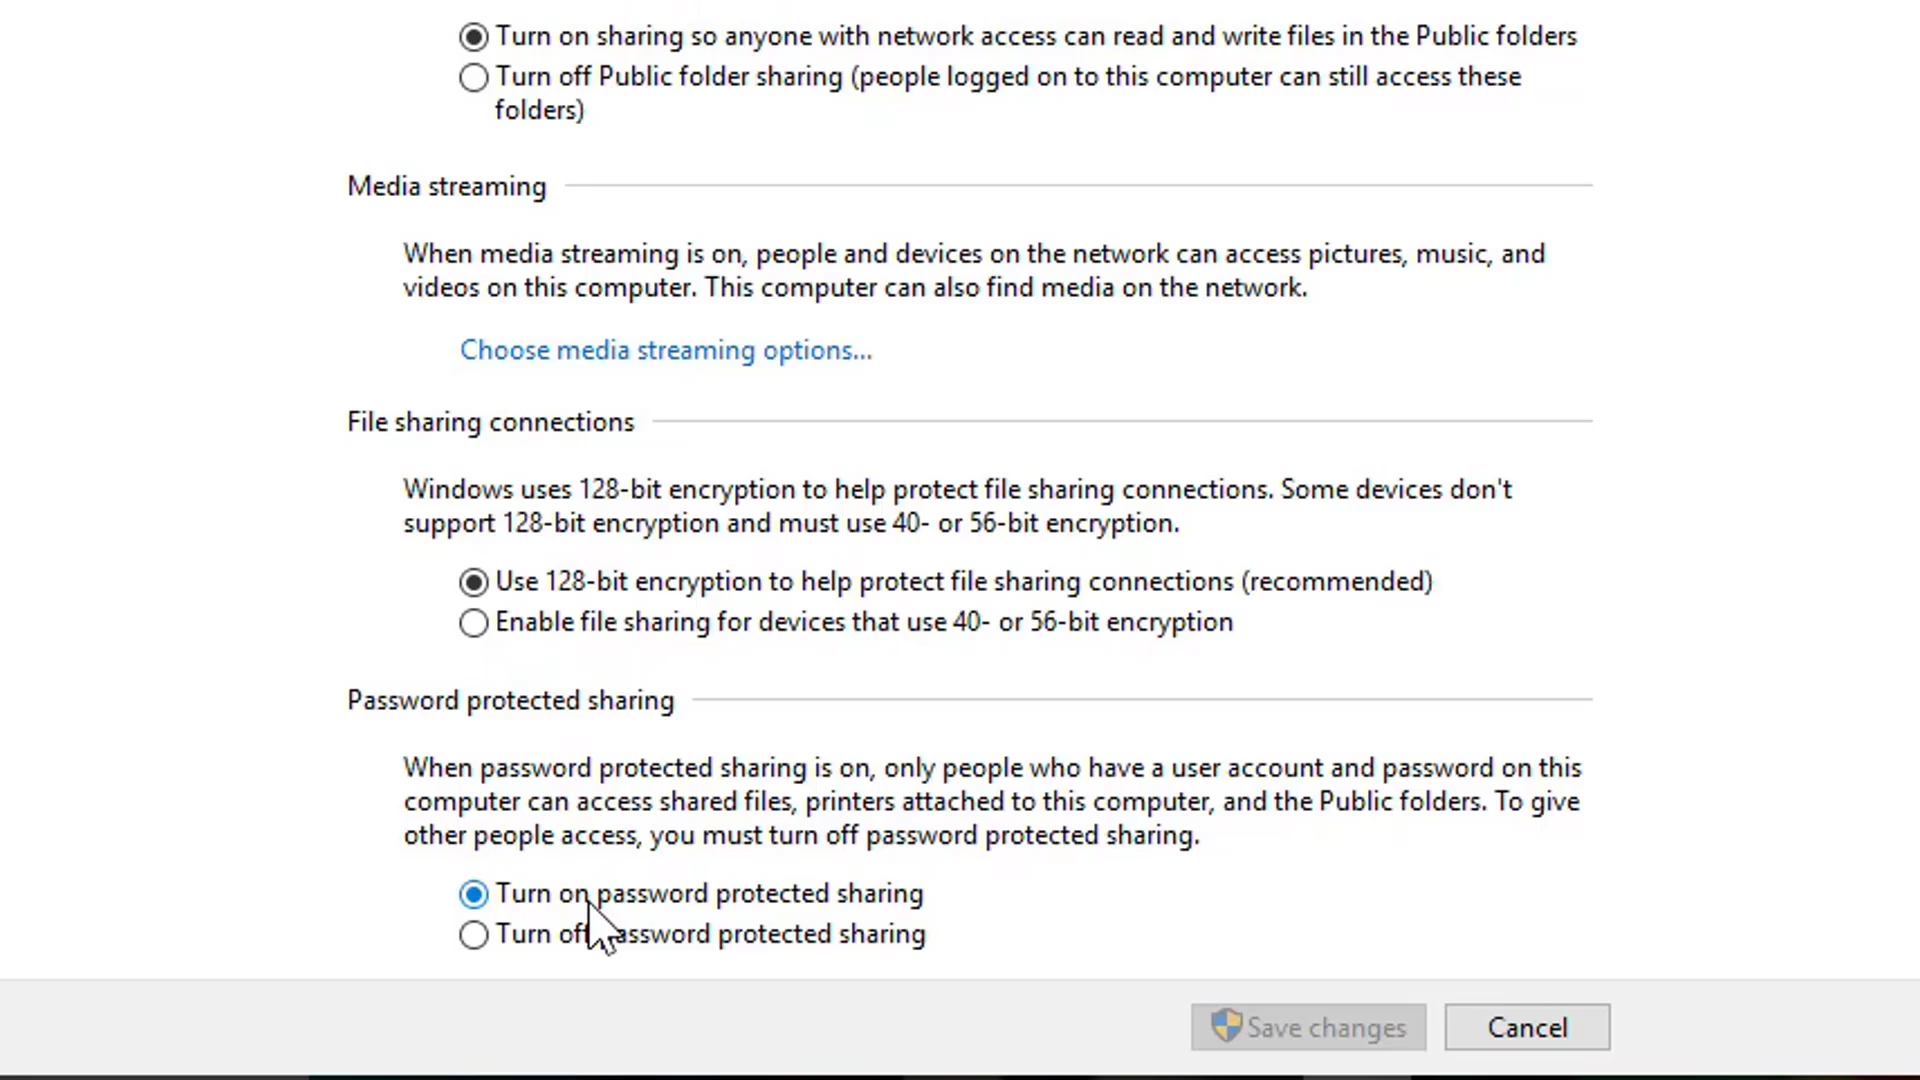 Turn on sharing so anyone with network access can read and write files in the Public folders
Turn off Public folder sharing (people logged on to this computer can still access these
folders)
Media streaming
When media streaming is on, people and devices on the network can access pictures, music, and
videos on this computer. This computer can also find media on the network.
Choose media streaming options...
File sharing connections
Windows uses 128-bit encryption to help protect file sharing connections. Some devices don't
support 128-bit encryption and must use 40- or 56-bit encryption.
Use 128-bit encryption to help protect file sharing connections (recommended)
Enable file sharing for devices that use 40- or 56-bit encryption
Password protected sharing
When password protected sharing is on, only people who have a user account and password on this
computer can access shared files, printers attached to this computer, and the Public folders. To give
other people access, you must turn off password protected sharing.
Turn on password protected sharing
Turn off password protected sharing
Save changes
Cancel